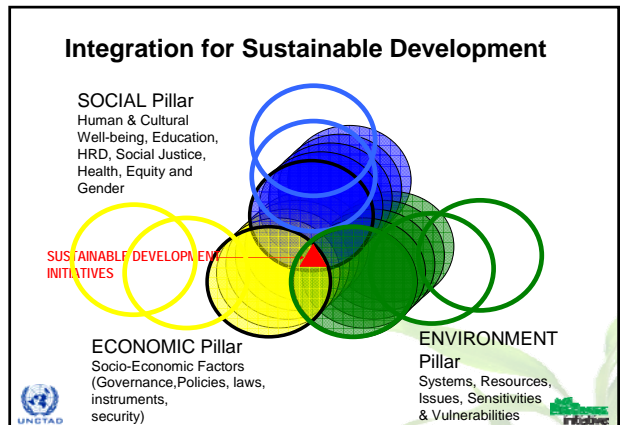 Integration for Sustainable Development
SOCIAL Pillar
Human & Cultural
Well-being, Education,
HRD, Social Justice,
Health, Equity and
Gender
SUSTAINABLE DEVELOPMENT
INITIATIVES
ECONOMIC Pillar
Socio-Economic Factors
(Governance,Policies, laws,
instruments,
security)
ENVIRONMENT
Pillar
Systems, Resources,
Issues, Sensitivities
& Vulnerabilities
UNCTAD
initiative